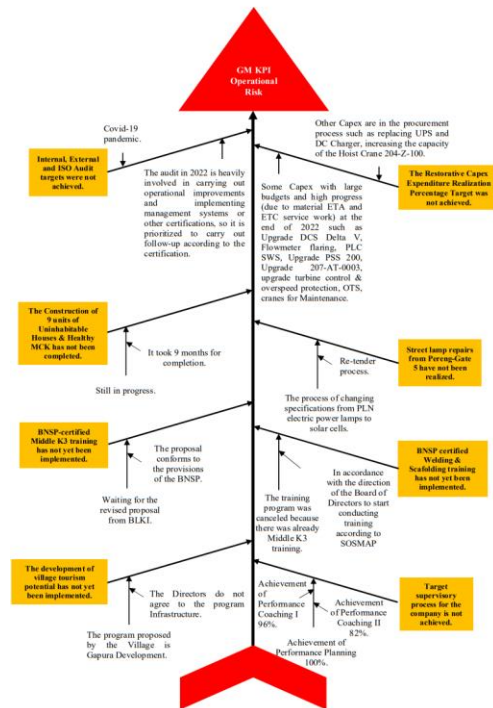 GM KPI
Operational
Risk
Covid-19
pandemic.
Internal, External
and ISO Audit
targets were not
achieved.
The audit in 2022 is heavily
involved in carrying out
operational improvements
and implementing
management systems or
other certifications, so it is
prioritized to carry out
follow-up according to the
certification.
Other Capex are in the procurement
process such as replacing UPS and
DC Charger, increasing the capacity
of the Hoist Crane 204-Z-100.
Some Capex with large
budgets and high progress
(due to material ETA and
ETC service work) at the
end of 2022 such as
Upgrade DCS Delta V,
Flowmeter flaring, PLC
SWS, Upgrade PSS 200,
Upgrade 207-AT-0003,
upgrade turbine control &
overspeed protection, OTS,
cranes for Maintenance.
The Restorative Capex
Expenditure Realization
Percentage Target was
not achieved.
The Construction of
9 units of
Uninhabitable
Houses & Healthy
MCK has not been
completed.
It took 9 months for
completion.
Still in progress.
Re-tender
process.
The process of changing
specifications from PLN
electric power lamps to
solar cells.
Street lamp repairs
from Pereng-Gate
5 have not been
realized.
BNSP-certified
Middle K3 training
has not yet been
implemented.
The proposal
conforms to
the provisions
of the BNSP.
Waiting for the
revised proposal
from BLKI.
The training
program was
canceled because
there was already
Middle K3
training.
In accordance
with the direction
of the Board of
Directors to start
conducting
training
according to
SOSMAP
BNSP certified
Welding &
Scafolding training
has not yet been
implemented.
The development of
village tourism
potential has not yet
been implemented.
The Directors do not
agree to the program
Infrastructure.
The program proposed
by the Village is
Gapura Development.
Achievement
of
Performance
Coaching I
96%.
Achievement
of Performance
Coaching II
82%.
Achievement of
Performance Planning
100%.
Target
supervisory
process for the
company is not
achieved.